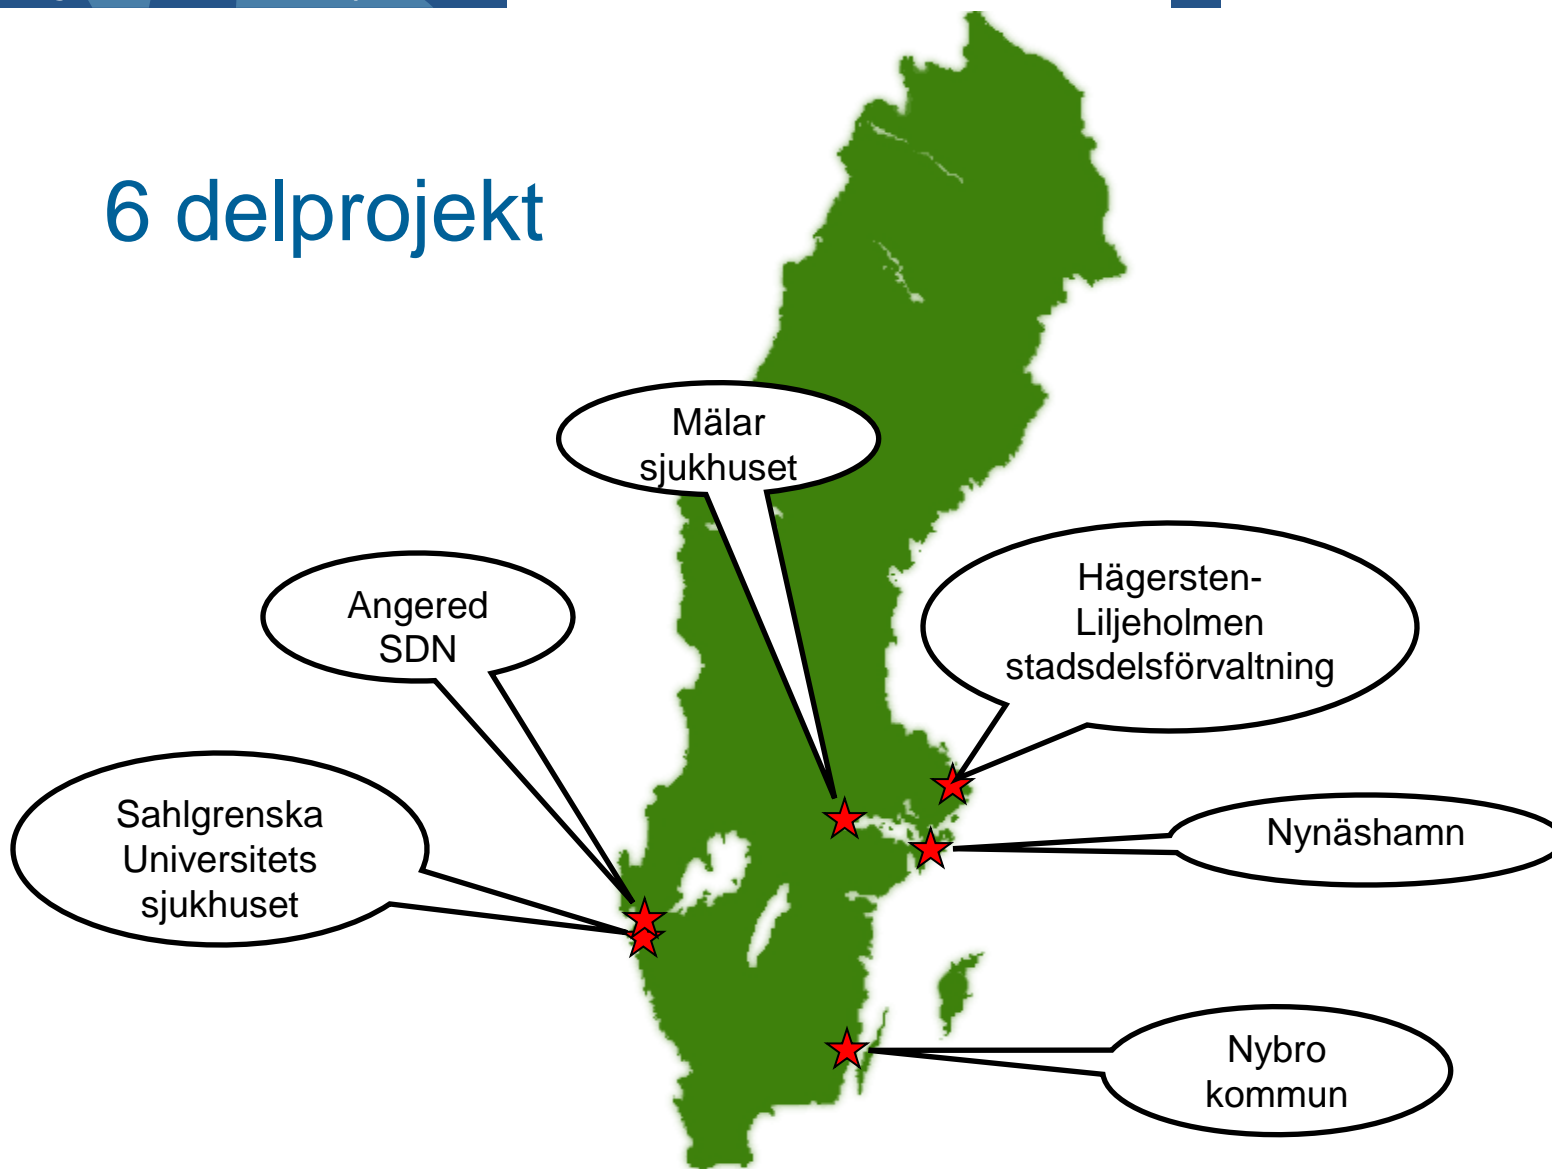 6 delprojekt
Mälar
sjukhuset
Angered
SDN
Hägersten-
Liljeholmen
stadsdelsförvaltning
Sahlgrenska
Universitets
sjukhuset
Nynäshamn
Nybro
kommun